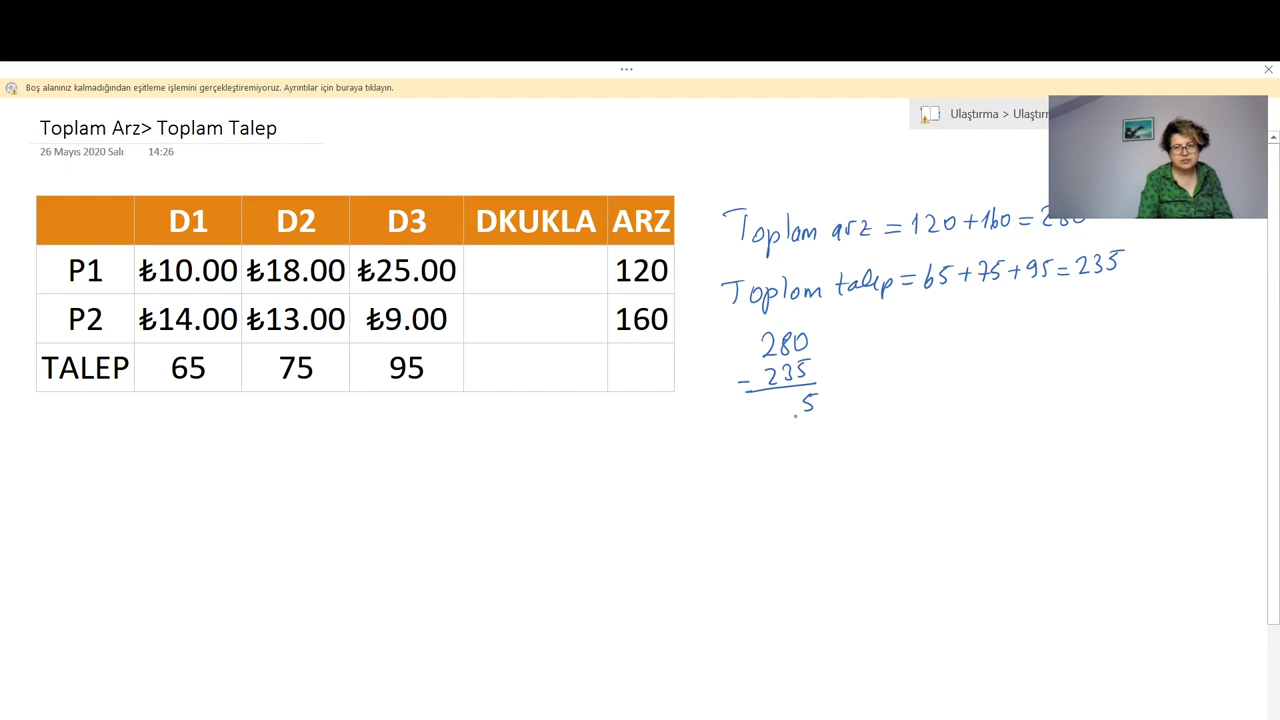 Boş alanınız kalmadığından eşitleme işlemini gerçekleştiremiyoruz. Ayrıntılar için buraya tıklayın.
Toplam Arz> Toplam Talep
26 Mayıs 2020 Salı 14:26
Ulaştırma > Ulaştırm
D1 D2 D3 DKUKLA ARZ
P1 ₺10.00 ₺18.00 ₺25.00 120
P2 ₺14.00 ₺13.00 ₺9.00 160
TALEP 65 75 95
Toplam arz = 120+160 = 280
Toplam talep = 65+75+95=235
280
- 235
5